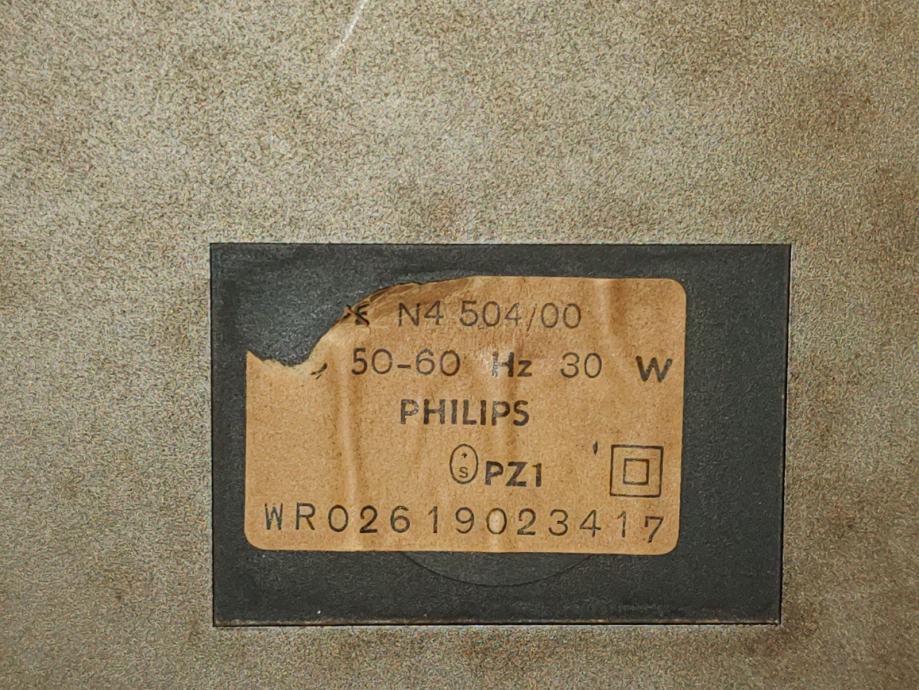 N4 504/00
50-60 Hz 30 W
PHILIPS
S PZ1
WR02619023417